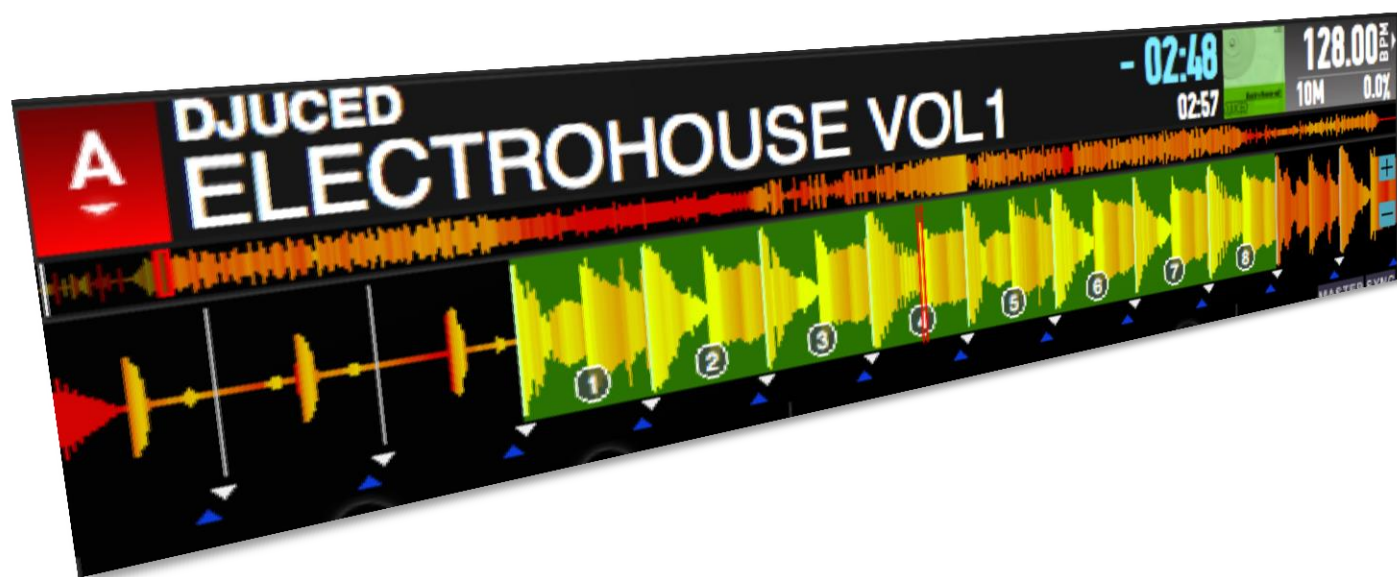 A
DJUCED
ELECTROHOUSE VOL1
- 02:48
02:57
128.00 BPM
10M 0.0%
+
-
1 2 3 4 5 6 7 8
MASTER SYNC